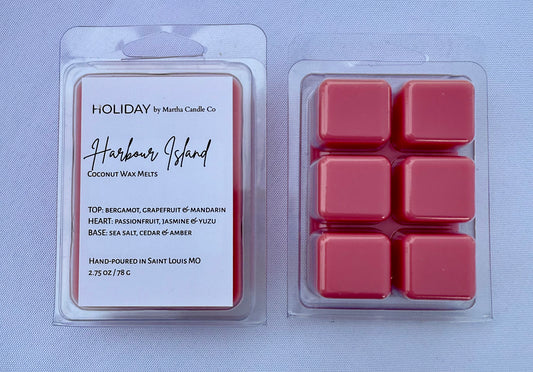 HOLIDAY by Martha Candle Co
Harbour Island
Coconut Wax Melts
TOP: bergamot, grapefruit & mandarin
HEART: passionfruit, jasmine & yuzu
BASE: sea salt, cedar & amber
Hand-poured in Saint Louis MO
2.75 oz / 78 g